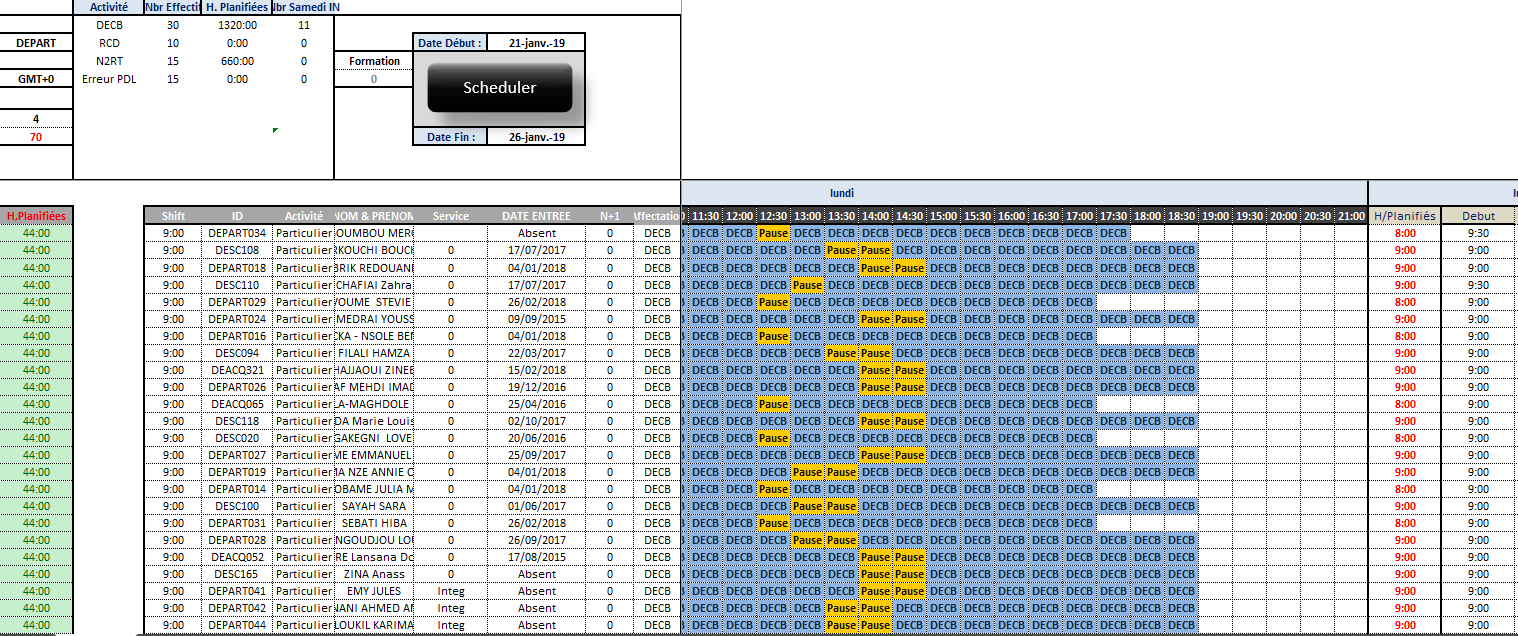 Activité Nbr Effecti H. Planifiées Nbr Samedi IN
DECB 30 1320:00 11
DEPART RCD 10 0:00 0 Date Début : 21-janv.-19
N2RT 15 660:00 0 Formation
GMT+0 Erreur PDL 15 0:00 0 0
Scheduler
4
70 Date Fin : 26-janv.-19
lundi
H,Planifiées Shift ID Activité NOM & PRENOM Service DATE ENTREE N+1 Affectatio 11:30 12:00 12:30 13:00 13:30 14:00 14:30 15:00 15:30 16:00 16:30 17:00 17:30 18:00 18:30 19:00 19:30 20:00 20:30 21:00 H/Planifiés Debut
44:00 9:00 DEPART034 Particulier OUMBOU MER Absent 0 DECB DECB DECB Pause DECB DECB DECB DECB DECB DECB DECB DECB DECB DECB 8:00 9:30
44:00 9:00 DESC108 Particulier KOUCHI BOUC 0 17/07/2017 0 DECB DECB DECB DECB DECB Pause Pause DECB DECB DECB DECB DECB DECB DECB DECB DECB 9:00 9:00
44:00 9:00 DEPART018 Particulier BRIK REDOUAN 0 04/01/2018 0 DECB DECB DECB DECB DECB DECB Pause Pause DECB DECB DECB DECB DECB DECB DECB DECB 9:00 9:00
44:00 9:00 DESC110 Particulier CHAFIAI Zahra 0 17/07/2017 0 DECB DECB DECB DECB Pause DECB DECB DECB DECB DECB DECB DECB DECB DECB DECB DECB 9:00 9:30
44:00 9:00 DEPART029 Particulier YOUME STEVIE 0 26/02/2018 0 DECB DECB DECB Pause DECB DECB DECB DECB DECB DECB DECB DECB DECB 8:00 9:00
44:00 9:00 DEPART024 Particulier MEDRAI YOUSS 0 09/09/2015 0 DECB DECB DECB DECB DECB DECB Pause Pause DECB DECB DECB DECB DECB DECB DECB DECB 9:00 9:00
44:00 9:00 DEPART016 Particulier CKA - NSOLE BE 0 04/01/2018 0 DECB DECB DECB Pause DECB DECB DECB DECB DECB DECB DECB DECB DECB 8:00 9:00
44:00 9:00 DESC094 Particulier FILALI HAMZA 0 22/03/2017 0 DECB DECB DECB DECB DECB Pause Pause DECB DECB DECB DECB DECB DECB DECB DECB DECB 9:00 9:00
44:00 9:00 DEACQ321 Particulier HAJJAOUI ZINEE 0 15/02/2018 0 DECB DECB DECB DECB DECB DECB Pause Pause DECB DECB DECB DECB DECB DECB DECB DECB 9:00 9:00
44:00 9:00 DEPART026 Particulier AF MEHDI IMAD 0 19/12/2016 0 DECB DECB DECB DECB DECB DECB Pause Pause DECB DECB DECB DECB DECB DECB DECB DECB 9:00 9:00
44:00 9:00 DEACQ065 Particulier LA-MAGHDOLE 0 25/04/2016 0 DECB DECB DECB Pause DECB DECB DECB DECB DECB DECB DECB DECB DECB 8:00 9:00
44:00 9:00 DESC118 Particulier DA Marie Louis 0 02/10/2017 0 DECB DECB DECB DECB DECB DECB Pause Pause DECB DECB DECB DECB DECB DECB DECB DECB 9:00 9:00
44:00 9:00 DESC020 Particulier GAKEGNI LOVE 0 20/06/2016 0 DECB DECB DECB Pause DECB DECB DECB DECB DECB DECB DECB DECB DECB 8:00 9:00
44:00 9:00 DEPART027 Particulier ME EMMANUEL 0 25/09/2017 0 DECB DECB DECB DECB DECB DECB Pause Pause DECB DECB DECB DECB DECB DECB DECB DECB 9:00 9:00
44:00 9:00 DEPART019 Particulier MA NZE ANNIE C 0 04/01/2018 0 DECB DECB DECB DECB Pause Pause DECB DECB DECB DECB DECB DECB DECB DECB DECB DECB 9:00 9:00
44:00 9:00 DEPART014 Particulier OBAME JULIA M 0 04/01/2018 0 DECB DECB DECB Pause DECB DECB DECB DECB DECB DECB DECB DECB DECB 8:00 9:00
44:00 9:00 DESC100 Particulier SAYAH SARA 0 01/06/2017 0 DECB DECB DECB DECB Pause Pause DECB DECB DECB DECB DECB DECB DECB DECB DECB DECB 9:00 9:00
44:00 9:00 DEPART031 Particulier SEBATI HIBA 0 26/02/2018 0 DECB DECB DECB Pause DECB DECB DECB DECB DECB DECB DECB DECB DECB 8:00 9:00
44:00 9:00 DEPART028 Particulier NGOUDJOU LO 0 26/09/2017 0 DECB DECB DECB DECB Pause Pause DECB DECB DECB DECB DECB DECB DECB DECB DECB DECB 9:00 9:00
44:00 9:00 DEACQ052 Particulier RE Lansana Do 0 17/08/2015 0 DECB DECB DECB DECB DECB DECB Pause Pause DECB DECB DECB DECB DECB DECB DECB DECB 9:00 9:00
44:00 9:00 DESC165 Particulier ZINA Anass 0 Absent 0 DECB DECB DECB DECB DECB DECB Pause Pause DECB DECB DECB DECB DECB DECB DECB DECB 9:00 9:00
44:00 9:00 DEPART041 Particulier EMY JULES Integ Absent 0 DECB DECB DECB DECB DECB DECB Pause Pause DECB DECB DECB DECB DECB DECB DECB DECB 9:00 9:00
44:00 9:00 DEPART042 Particulier NANI AHMED A Integ Absent 0 DECB DECB DECB DECB DECB Pause Pause DECB DECB DECB DECB DECB DECB DECB DECB DECB 9:00 9:00
44:00 9:00 DEPART044 Particulier LOUKIL KARIMA Integ Absent 0 DECB DECB DECB DECB DECB Pause Pause DECB DECB DECB DECB DECB DECB DECB DECB DECB 9:00 9:00